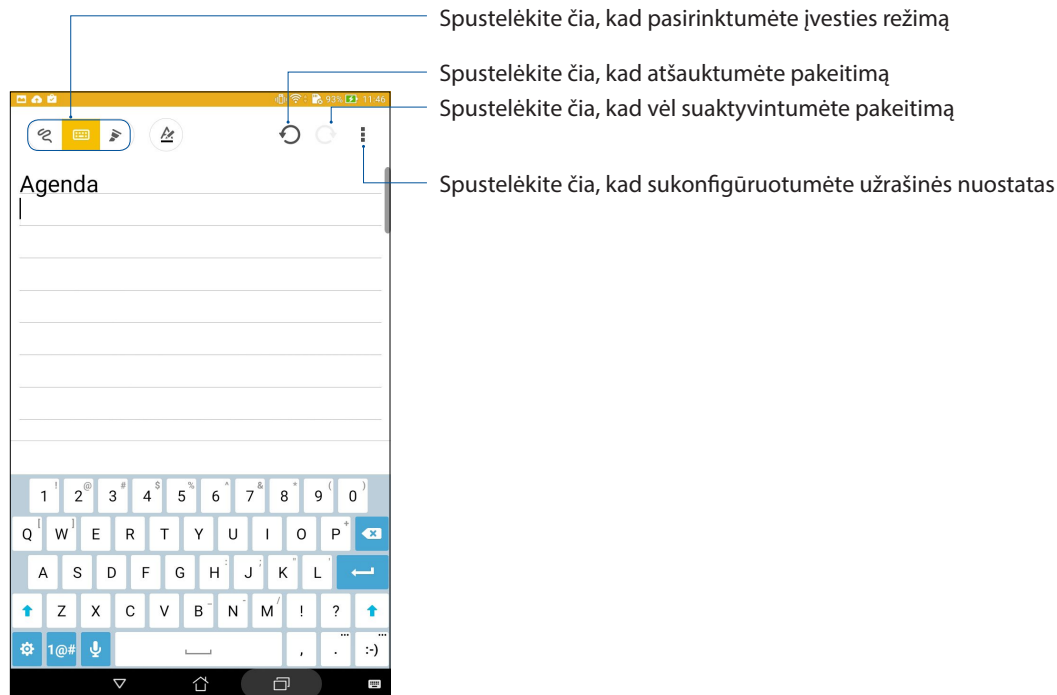 Spustelėkite čia, kad pasirinktumėte įvesties režimą
Spustelėkite čia, kad atšauktumėte pakeitimą
Spustelėkite čia, kad vėl suaktyvintumėte pakeitimą
Spustelėkite čia, kad sukonfigūruotumėte užrašinės nuostatas
93% 11:46
Agenda
1 ! 2 @ 3 # 4 $ 5 % 6 ^ 7 & 8 * 9 ( 0 )
Q [ W ] E R T Y U I O P +
A S D F G H : J ; K " L '
Z X C V B _ N - M / ! ?
1@# , . ... :-) ...